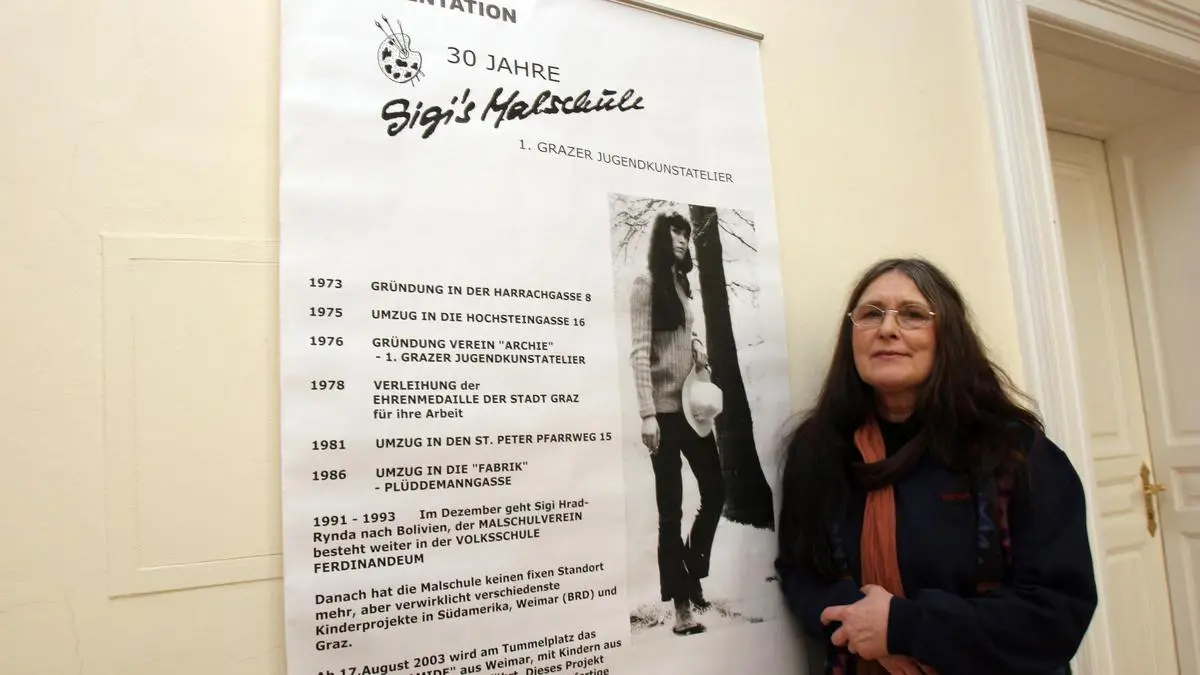 ENTATION
30 JAHRE
Sigi's Malschule
1. GRAZER JUGENDKUNSTATELIER
1973 GRÜNDUNG IN DER HARRACHGASSE 8
1975 UMZUG IN DIE HOCHSTEINGASSE 16
1976 GRÜNDUNG VEREIN "ARCHIE"
- 1. GRAZER JUGENDKUNSTATELIER
1978 VERLEIHUNG der
EHRENMEDAILLE DER STADT GRAZ
für ihre Arbeit
1981 UMZUG IN DEN ST. PETER PFARRWEG 15
1986 UMZUG IN DIE "FABRIK"
- PLÜDDEMANNGASSE
1991 - 1993 Im Dezember geht Sigi Hrad-
Rynda nach Bolivien, der MALSCHULVEREIN
besteht weiter in der VOLKSSCHULE
FERDINANDEUM
Danach hat die Malschule keinen fixen Standort
mehr, aber verwirklicht verschiedenste
Kinderprojekte in Südamerika, Weimar (BRD) und
Graz.
Ab 17.August 2003 wird am Tummelplatz das
aus Weimar, mit Kindern aus
Dieses Projekt